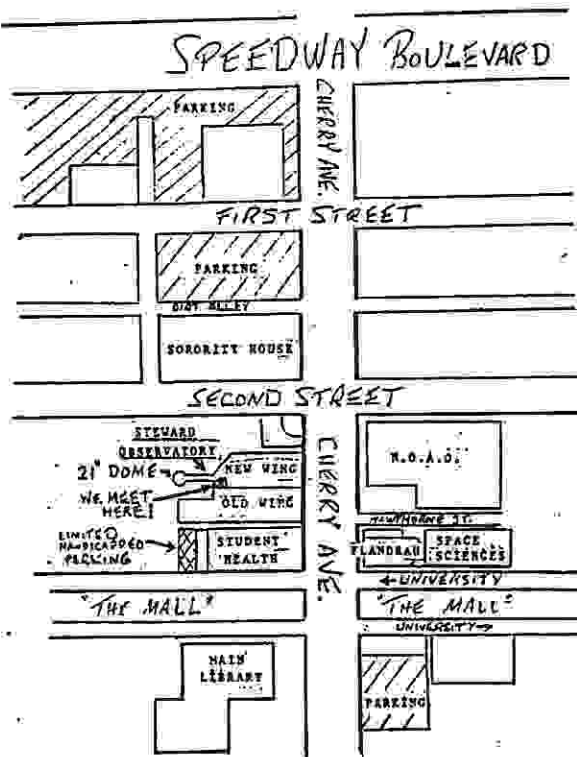 SPEEDWAY BOULEVARD
PARKING
CHERRY AVE.
FIRST STREET
PARKING
DIRT ALLEY
SORORITY HOUSE
SECOND STREET
STEWARD
OBSERVATORY
21" DOME
NEW WING
WE MEET
HERE!
OLD WING
CHERRY AVE.
N.O.A.O.
HAWTHORNE ST.
LIMITED
HANDICAPPED
PARKING
STUDENT
HEALTH
FLANDRAU
SPACE
SCIENCES
←UNIVERSITY
"THE MALL"
"THE MALL"
UNIVERSITY→
MAIN
LIBRARY
PARKING